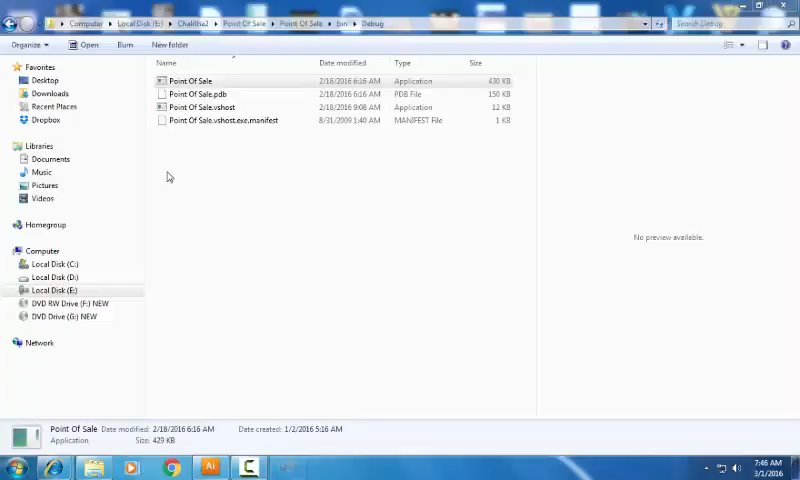 Computer ▸ Local Disk (E:) ▸ Chalitha2 ▸ Point Of Sale ▸ Point Of Sale ▸ bin ▸ Debug
Search Debug
Organize
Open
Burn
New folder
Name Date modified Type Size
Favorites
Desktop
Downloads
Recent Places
Dropbox
Libraries
Documents
Music
Pictures
Videos
Homegroup
Computer
Local Disk (C:)
Local Disk (D:)
Local Disk (E:)
DVD RW Drive (F:) NEW
DVD Drive (G:) NEW
Network
Point Of Sale 2/18/2016 6:16 AM Application 430 KB
Point Of Sale.pdb 2/18/2016 6:16 AM PDB File 150 KB
Point Of Sale.vshost 2/18/2016 9:08 AM Application 12 KB
Point Of Sale.vshost.exe.manifest 8/31/2009 1:40 AM MANIFEST File 1 KB
No preview available.
Point Of Sale Date modified: 2/18/2016 6:16 AM Date created: 1/2/2016 5:16 AM
Application Size: 429 KB
Ai
C
7:46 AM
3/1/2016